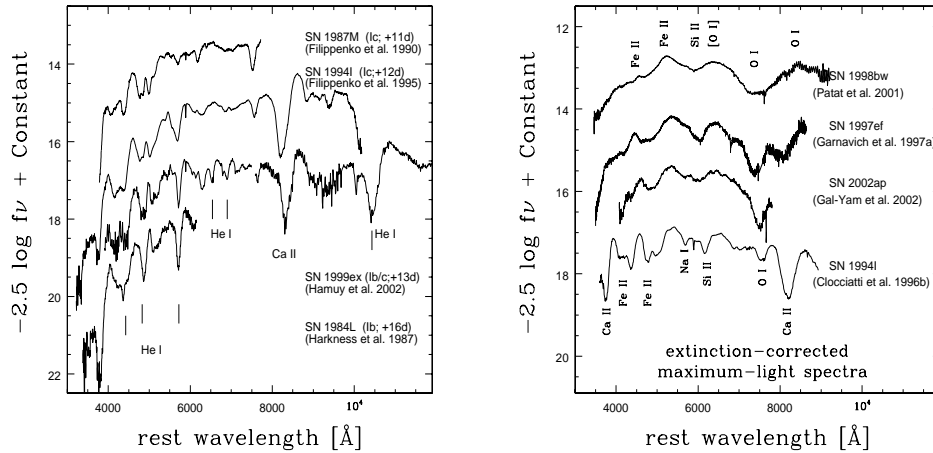 14
16
18
20
22
4000
6000
8000
10⁴
−2.5 log fν + Constant
rest wavelength [Å]
SN 1987M (Ic; +11d)
(Filippenko et al. 1990)
SN 1994I (Ic;+12d)
(Filippenko et al. 1995)
He I
Ca II
He I
SN 1999ex (Ib/c;+13d)
(Hamuy et al. 2002)
SN 1984L (Ib; +16d)
(Harkness et al. 1987)
He I
12
14
16
18
20
4000
6000
8000
10⁴
−2.5 log fν + Constant
rest wavelength [Å]
Fe II
Fe II
Si II
[O I]
O I
O I
SN 1998bw
(Patat et al. 2001)
SN 1997ef
(Garnavich et al. 1997a)
SN 2002ap
(Gal-Yam et al. 2002)
SN 1994I
(Clocchiatti et al. 1996b)
Ca II
Fe II
Fe II
Na I
Si II
O I
Ca II
extinction−corrected
maximum−light spectra